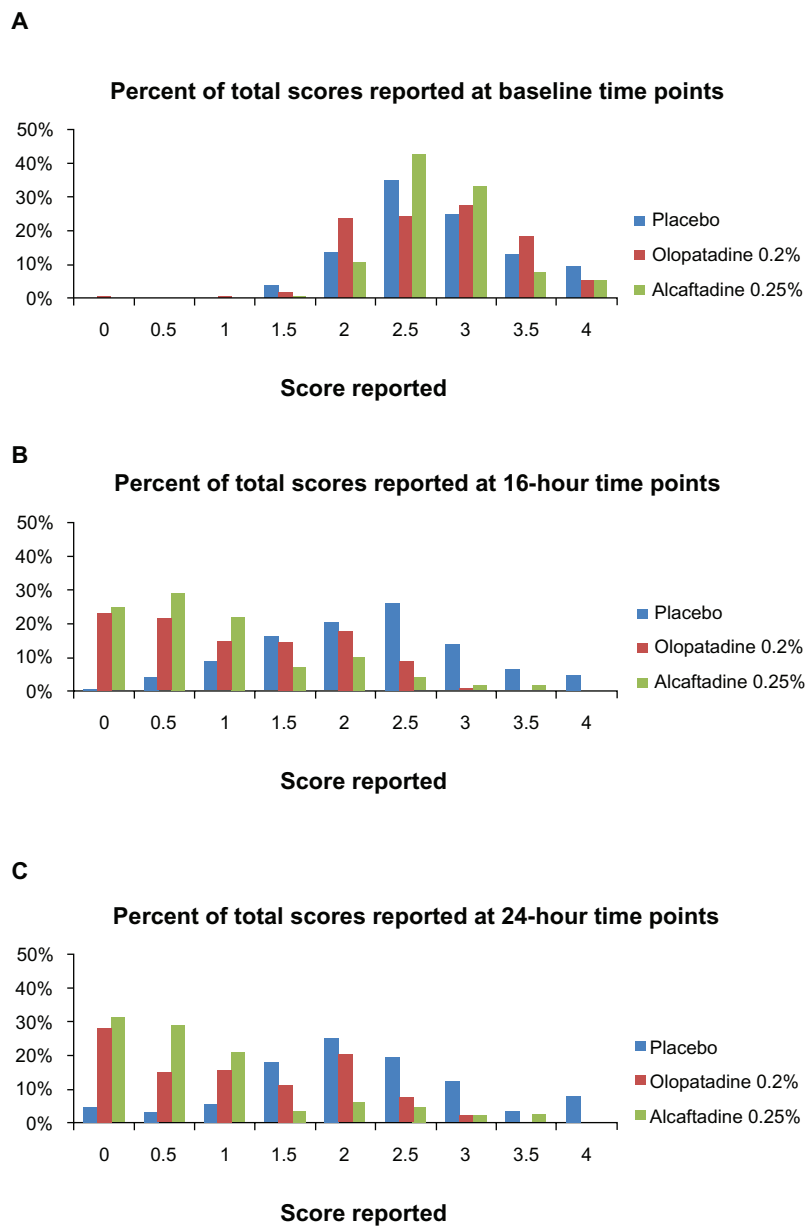 A
Percent of total scores reported at baseline time points
50%
40%
30%
20%
10%
0%
0 0.5 1 1.5 2 2.5 3 3.5 4
Score reported
Placebo
Olopatadine 0.2%
Alcaftadine 0.25%
B
Percent of total scores reported at 16-hour time points
50%
40%
30%
20%
10%
0%
0 0.5 1 1.5 2 2.5 3 3.5 4
Score reported
Placebo
Olopatadine 0.2%
Alcaftadine 0.25%
C
Percent of total scores reported at 24-hour time points
50%
40%
30%
20%
10%
0%
0 0.5 1 1.5 2 2.5 3 3.5 4
Score reported
Placebo
Olopatadine 0.2%
Alcaftadine 0.25%